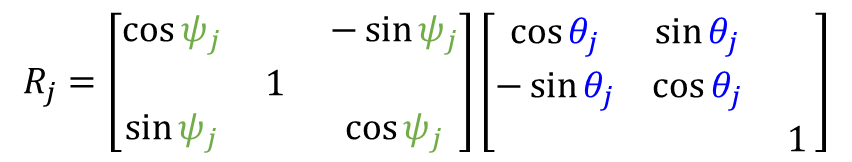 cos ψ_j − sin ψ_j cos θ_j sin θ_j
R_j = 1 − sin θ_j cos θ_j
sin ψ_j cos ψ_j 1